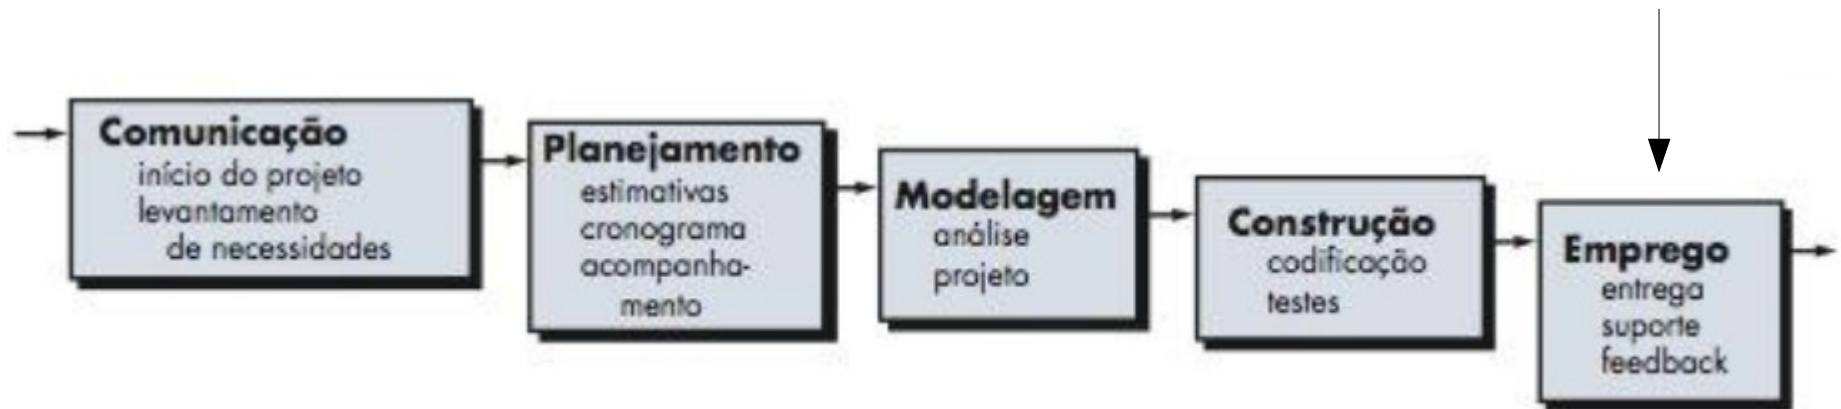 Comunicação
início do projeto
levantamento
de necessidades
Planejamento
estimativas
cronograma
acompanha-
mento
Modelagem
análise
projeto
Construção
codificação
testes
Emprego
entrega
suporte
feedback